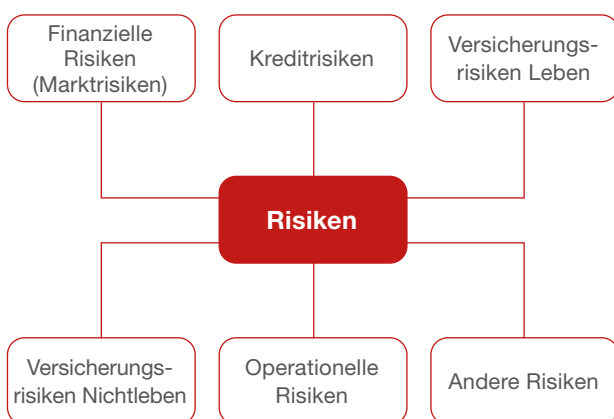 Finanzielle
Risiken
(Marktrisiken)
Kreditrisiken
Versicherungs-
risiken Leben
Risiken
Versicherungs-
risiken Nichtleben
Operationelle
Risiken
Andere Risiken